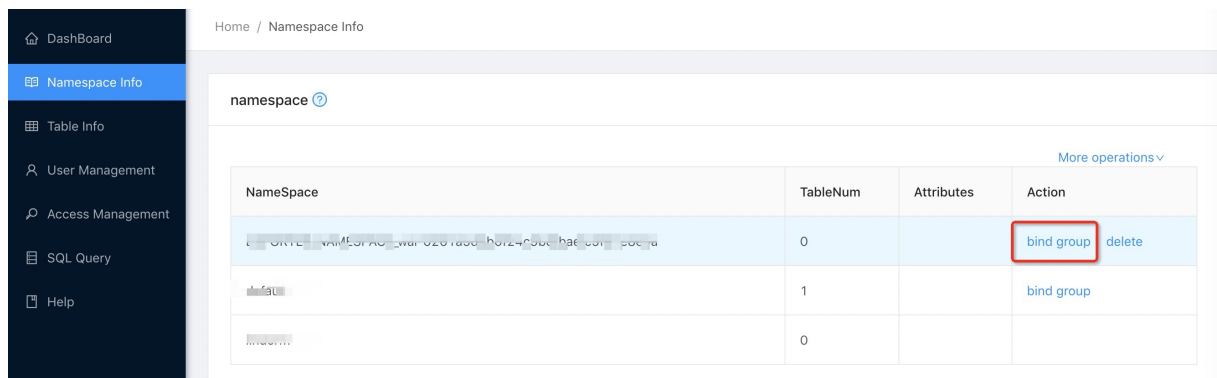 DashBoard
Namespace Info
Table Info
User Management
Access Management
SQL Query
Help
Home / Namespace Info
namespace
More operations
NameSpace TableNum Attributes Action
0 bind group delete
1 bind group
0